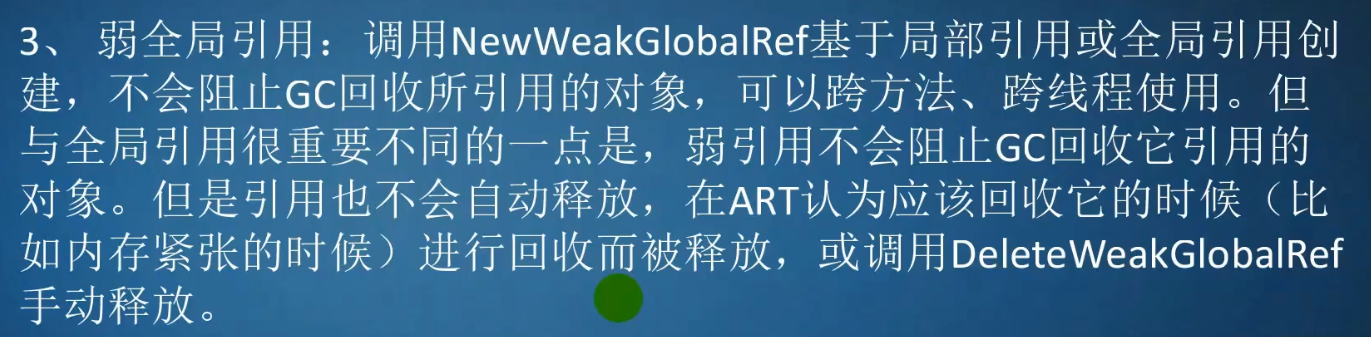 3、 弱全局引用：调用NewWeakGlobalRef基于局部引用或全局引用创
建，不会阻止GC回收所引用的对象，可以跨方法、跨线程使用。但
与全局引用很重要不同的一点是，弱引用不会阻止GC回收它引用的
对象。但是引用也不会自动释放，在ART认为应该回收它的时候（比
如内存紧张的时候）进行回收而被释放，或调用DeleteWeakGlobalRef
手动释放。